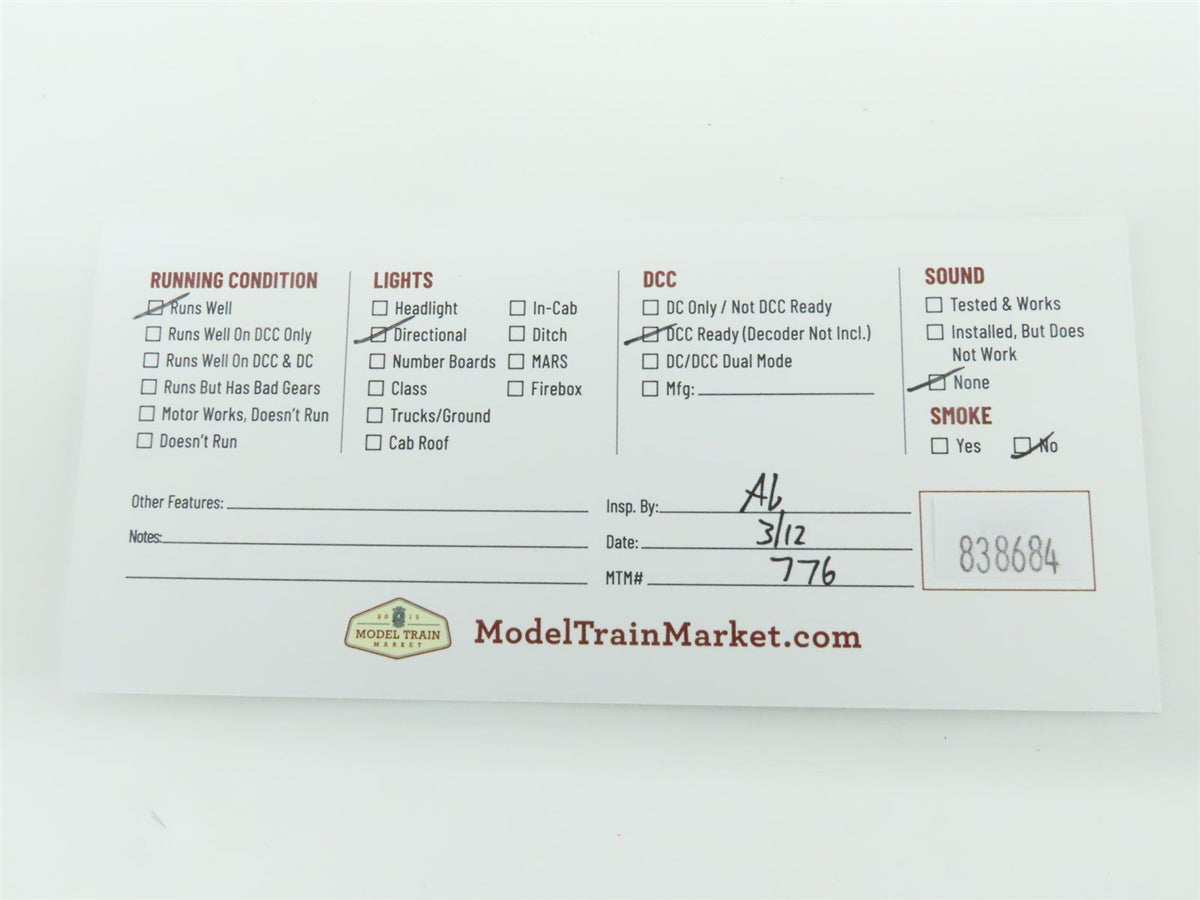 RUNNING CONDITION
Runs Well
Runs Well On DCC Only
Runs Well On DCC & DC
Runs But Has Bad Gears
Motor Works, Doesn't Run
Doesn't Run
LIGHTS
Headlight
Directional
Number Boards
Class
Trucks/Ground
Cab Roof
In-Cab
Ditch
MARS
Firebox
DCC
DC Only / Not DCC Ready
DCC Ready (Decoder Not Incl.)
DC/DCC Dual Mode
Mfg:
SOUND
Tested & Works
Installed, But Does
Not Work
None
SMOKE
Yes No
Other Features:
Notes:
Insp. By: AL
Date: 3/12
MTM# 776
838684
2015
MODEL TRAIN
MARKET
ModelTrainMarket.com